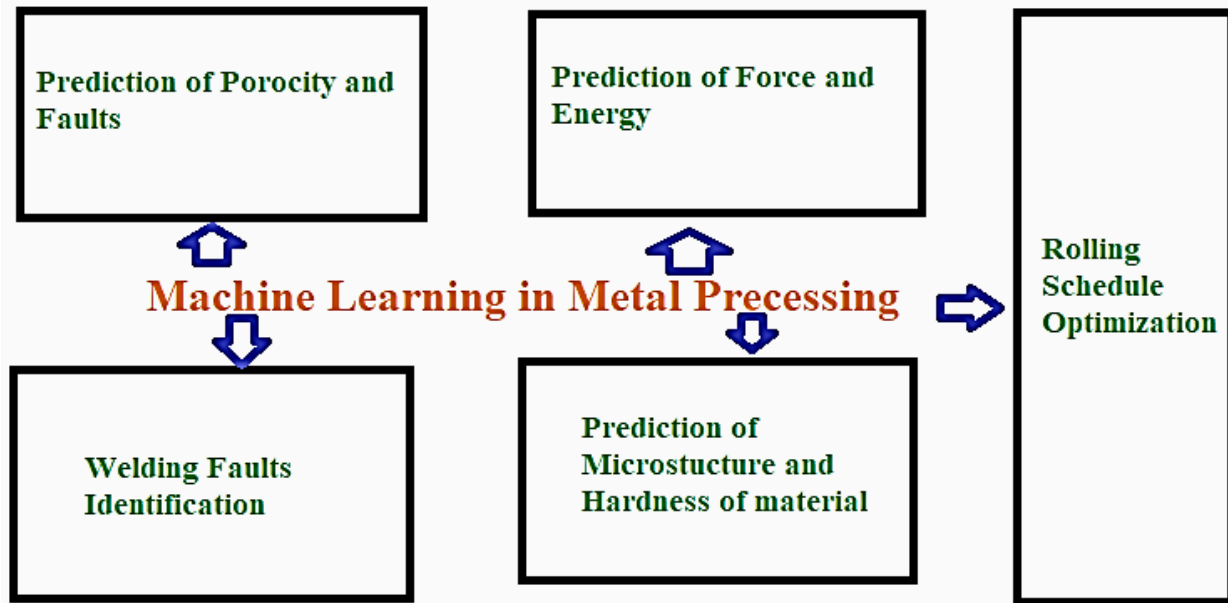 Prediction of Porocity and
Faults
Prediction of Force and
Energy
Machine Learning in Metal Precessing
Rolling
Schedule
Optimization
Welding Faults
Identification
Prediction of
Microstucture and
Hardness of material